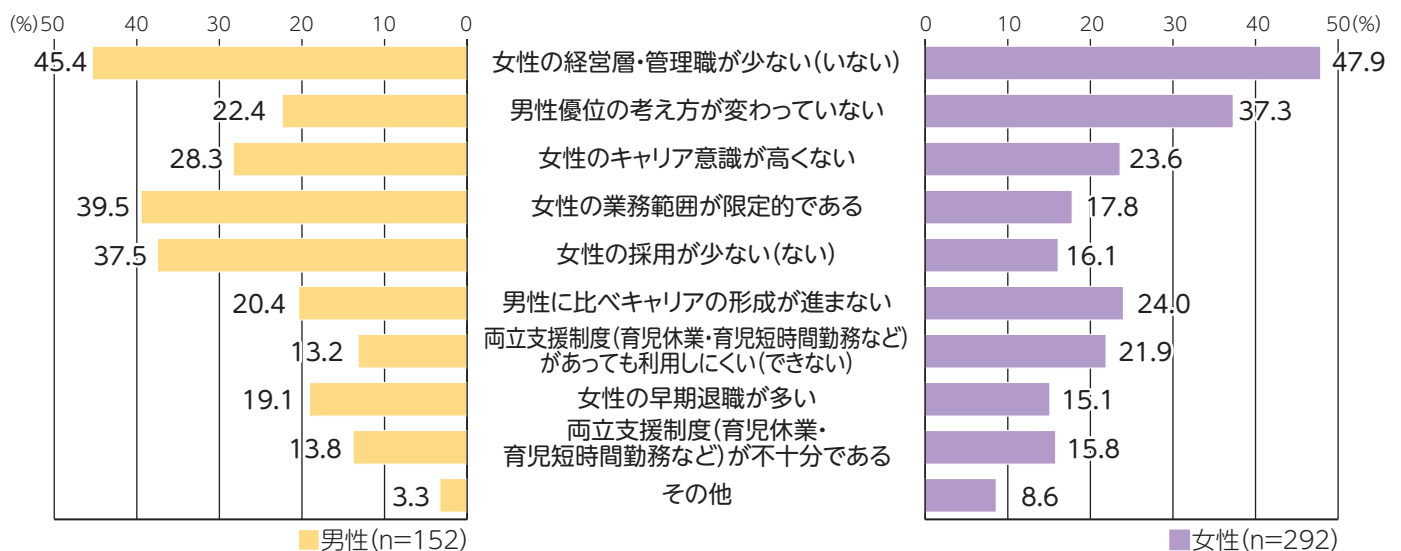 (%)50 40 30 20 10 0 0 10 20 30 40 50(%)
45.4 女性の経営層・管理職が少ない(いない) 47.9
22.4 男性優位の考え方が変わっていない 37.3
28.3 女性のキャリア意識が高くない 23.6
39.5 女性の業務範囲が限定的である 17.8
37.5 女性の採用が少ない(ない) 16.1
20.4 男性に比べキャリアの形成が進まない 24.0
両立支援制度(育児休業・育児短時間勤務など)
13.2 があっても利用しにくい(できない) 21.9
19.1 女性の早期退職が多い 15.1
両立支援制度(育児休業・
13.8 育児短時間勤務など)が不十分である 15.8
3.3 その他 8.6
男性(n=152) 女性(n=292)